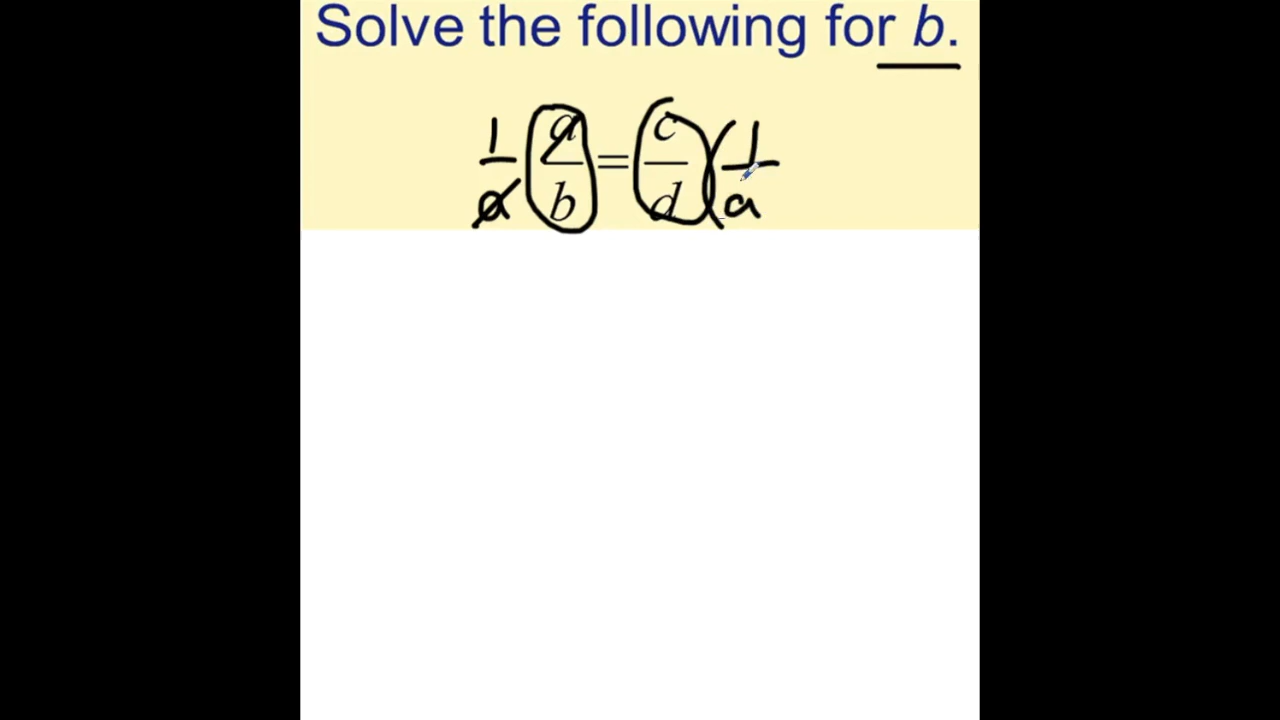 Solve the following for b.
1/a (a/b) = (c/d)(1/a